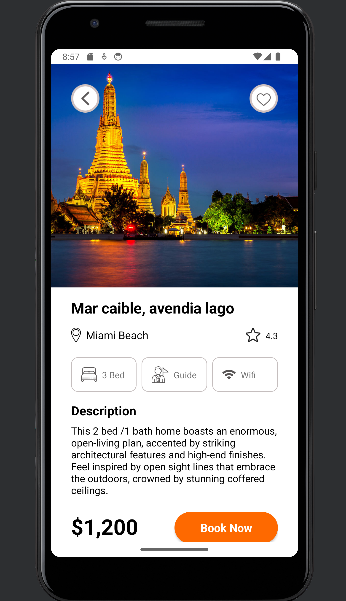 8:57
Mar caible, avendia lago
Miami Beach
4.3
3 Bed
Guide
Wifi
Description
This 2 bed /1 bath home boasts an enormous,
open-living plan, accented by striking
architectural features and high-end finishes.
Feel inspired by open sight lines that embrace
the outdoors, crowned by stunning coffered
ceilings.
$1,200
Book Now